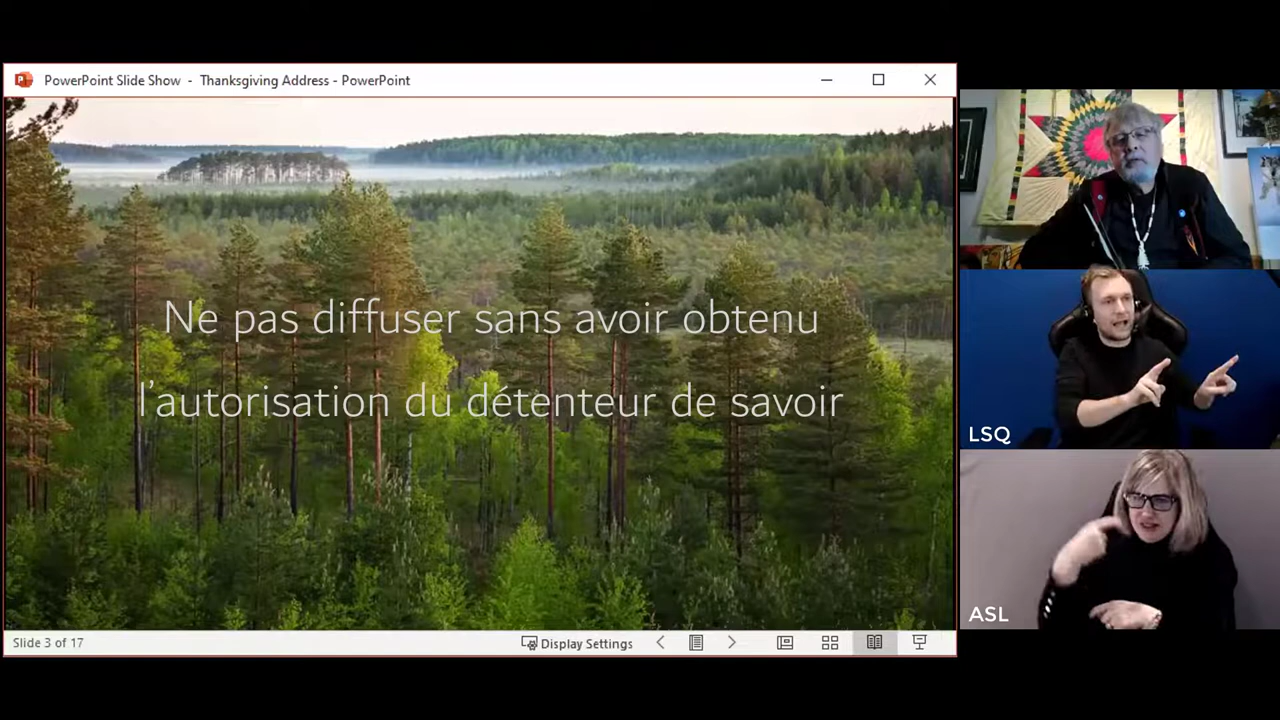 PowerPoint Slide Show - Thanksgiving Address - PowerPoint
Ne pas diffuser sans avoir obtenu
l'autorisation du détenteur de savoir
LSQ
ASL
Slide 3 of 17
Display Settings